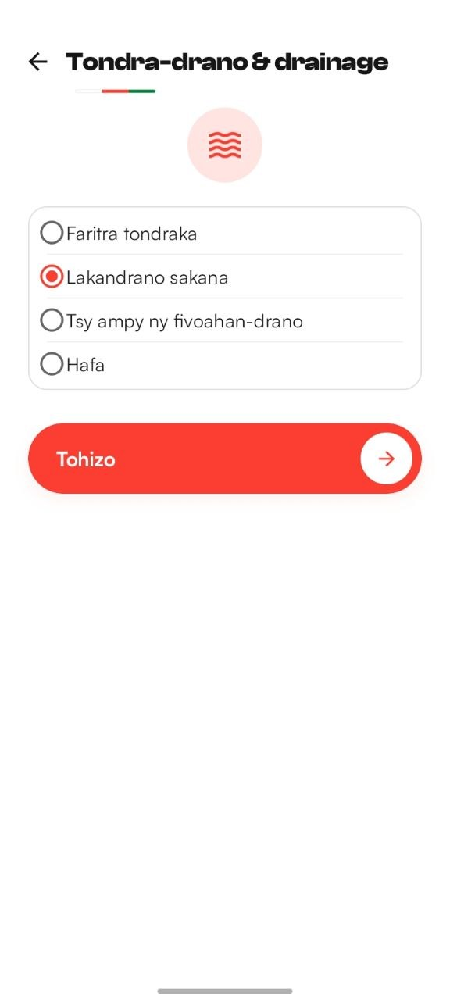 Tondra-drano & drainage
Faritra tondraka
Lakandrano sakana
Tsy ampy ny fivoahan-drano
Hafa
Tohizo